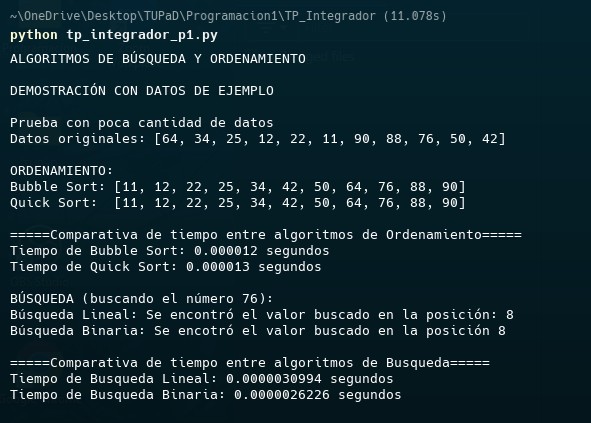 ~\OneDrive\Desktop\TUPaD\Programacion1\TP_Integrador (11.078s)
python tp_integrador_p1.py
ALGORITMOS DE BÚSQUEDA Y ORDENAMIENTO
DEMOSTRACIÓN CON DATOS DE EJEMPLO
Prueba con poca cantidad de datos
Datos originales: [64, 34, 25, 12, 22, 11, 90, 88, 76, 50, 42]
ORDENAMIENTO:
Bubble Sort: [11, 12, 22, 25, 34, 42, 50, 64, 76, 88, 90]
Quick Sort:  [11, 12, 22, 25, 34, 42, 50, 64, 76, 88, 90]
=====Comparativa de tiempo entre algoritmos de Ordenamiento=====
Tiempo de Bubble Sort: 0.000012 segundos
Tiempo de Quick Sort: 0.000013 segundos
BÚSQUEDA (buscando el número 76):
Búsqueda Lineal: Se encontró el valor buscado en la posición: 8
Búsqueda Binaria: Se encotró el valor buscado en la posición 8
=====Comparativa de tiempo entre algoritmos de Busqueda=====
Tiempo de Busqueda Lineal: 0.0000030994 segundos
Tiempo de Busqueda Binaria: 0.0000026226 segundos